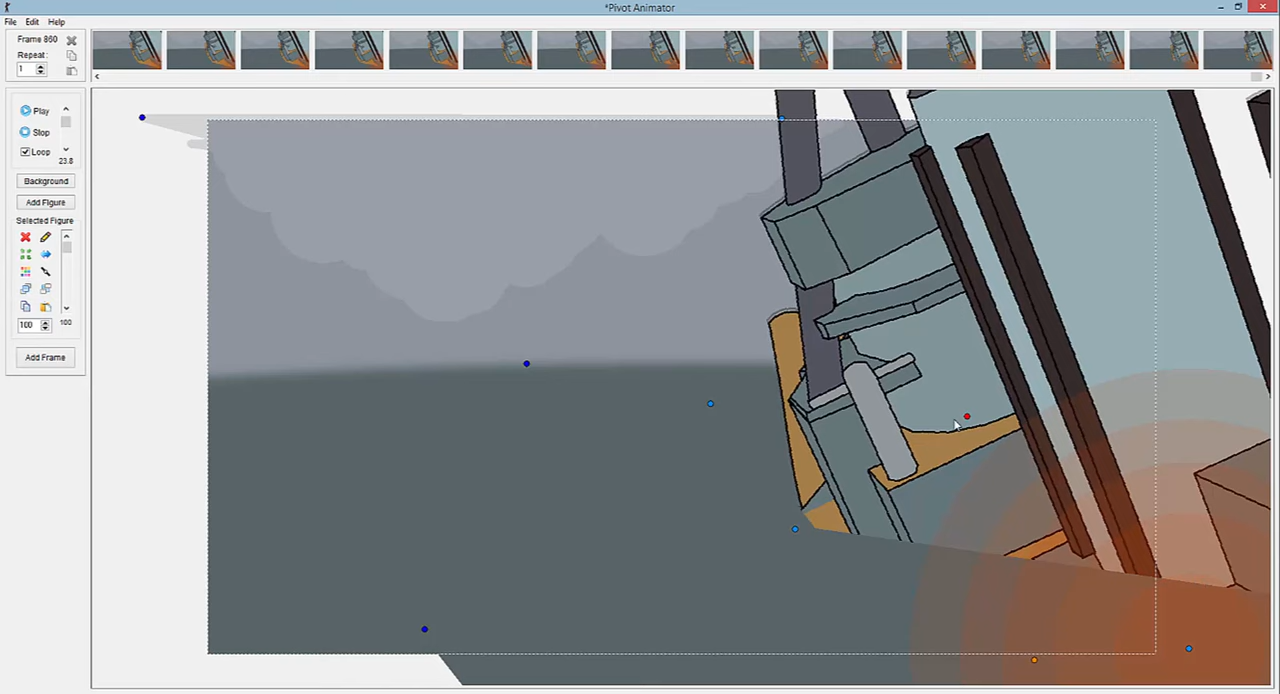 *Pivot Animator
File Edit Help
Frame 860
Repeat:
1
Play
Stop
Loop
23.8
Background
Add Figure
Selected Figure
100 100
Add Frame